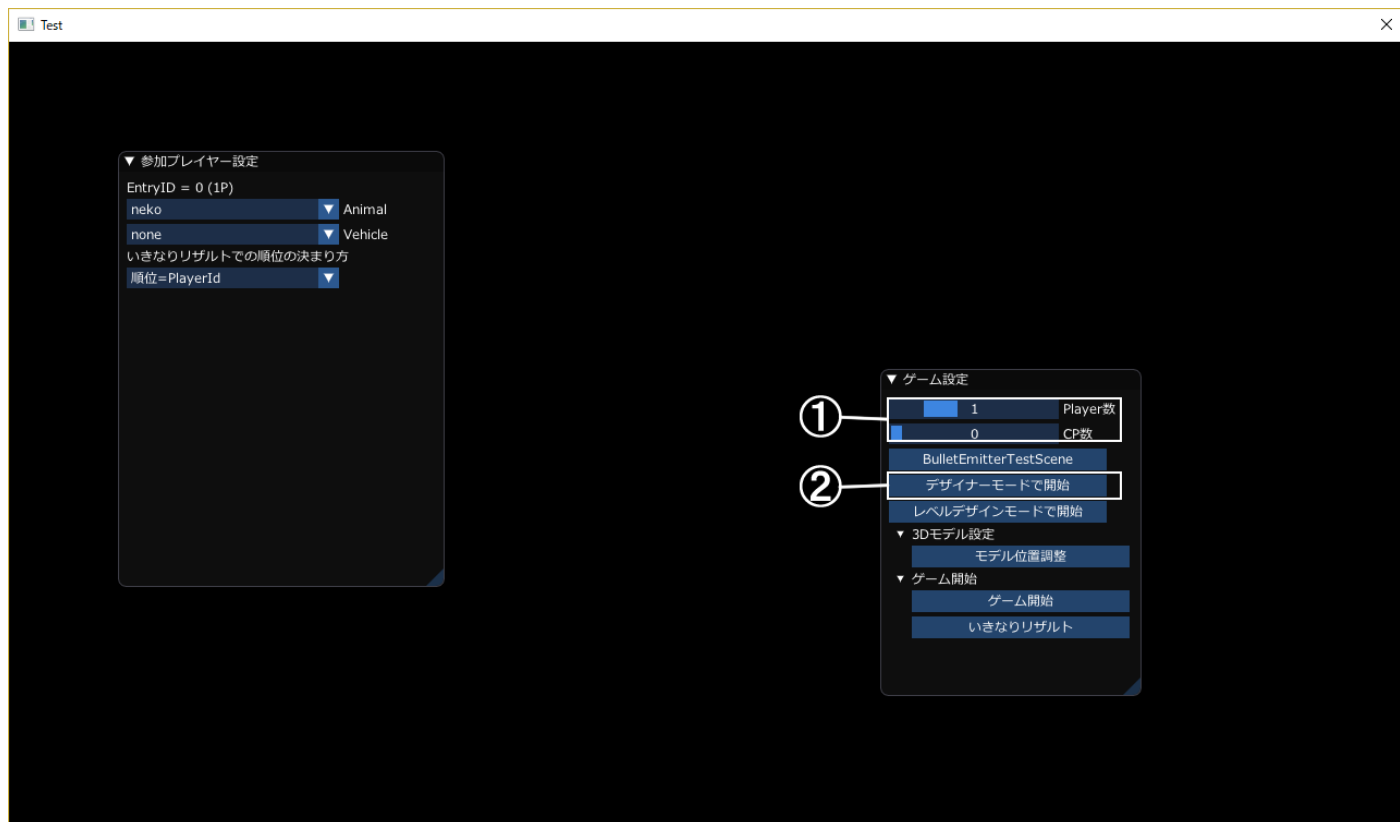 Test
参加プレイヤー設定
EntryID = 0 (1P)
neko Animal
none Vehicle
いきなりリザルトでの順位の決まり方
順位=PlayerId
ゲーム設定
① 1 Player数
0 CP数
BulletEmitterTestScene
② デザイナーモードで開始
レベルデザインモードで開始
3Dモデル設定
モデル位置調整
ゲーム開始
ゲーム開始
いきなりリザルト